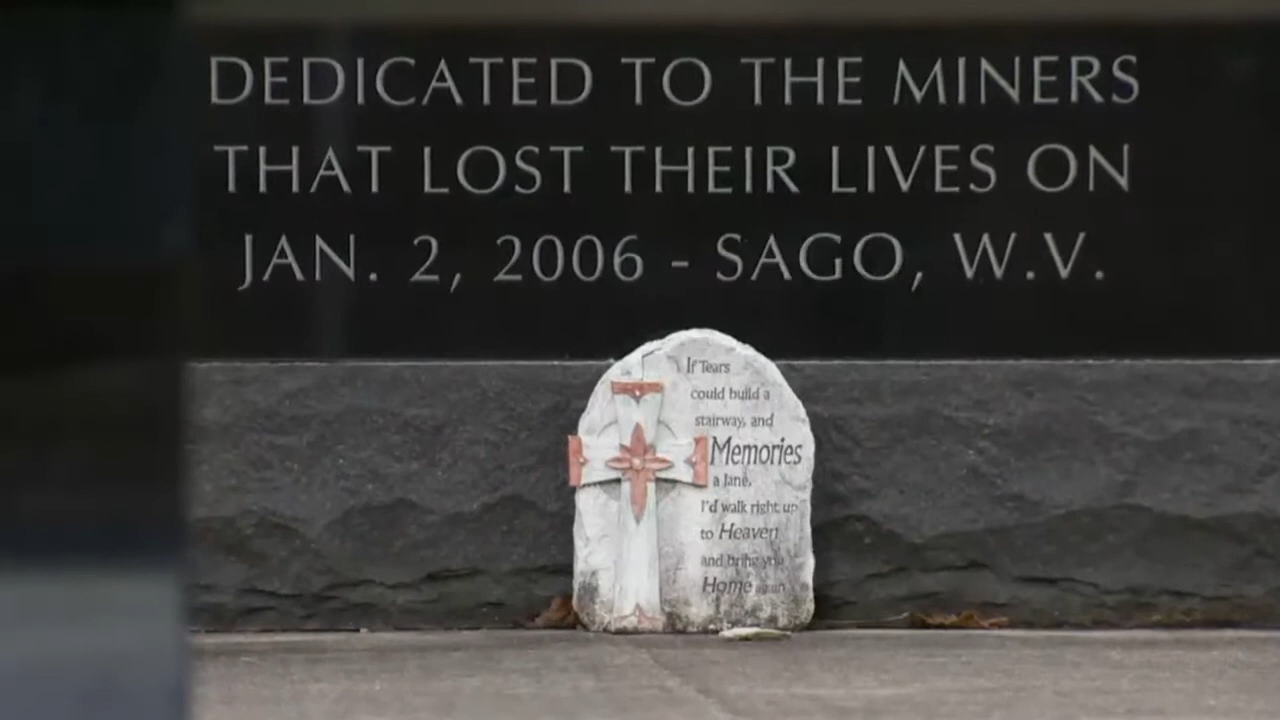 DEDICATED TO THE MINERS
THAT LOST THEIR LIVES ON
JAN. 2, 2006 - SAGO, W.V.
If Tears
could build a
stairway, and
Memories
a lane,
I'd walk right up
to Heaven
and bring you
Home again